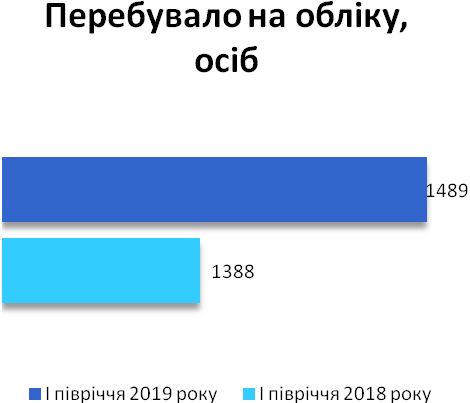 Перебувало на обліку,
осіб
1489
1388
І півріччя 2019 року І півріччя 2018 року